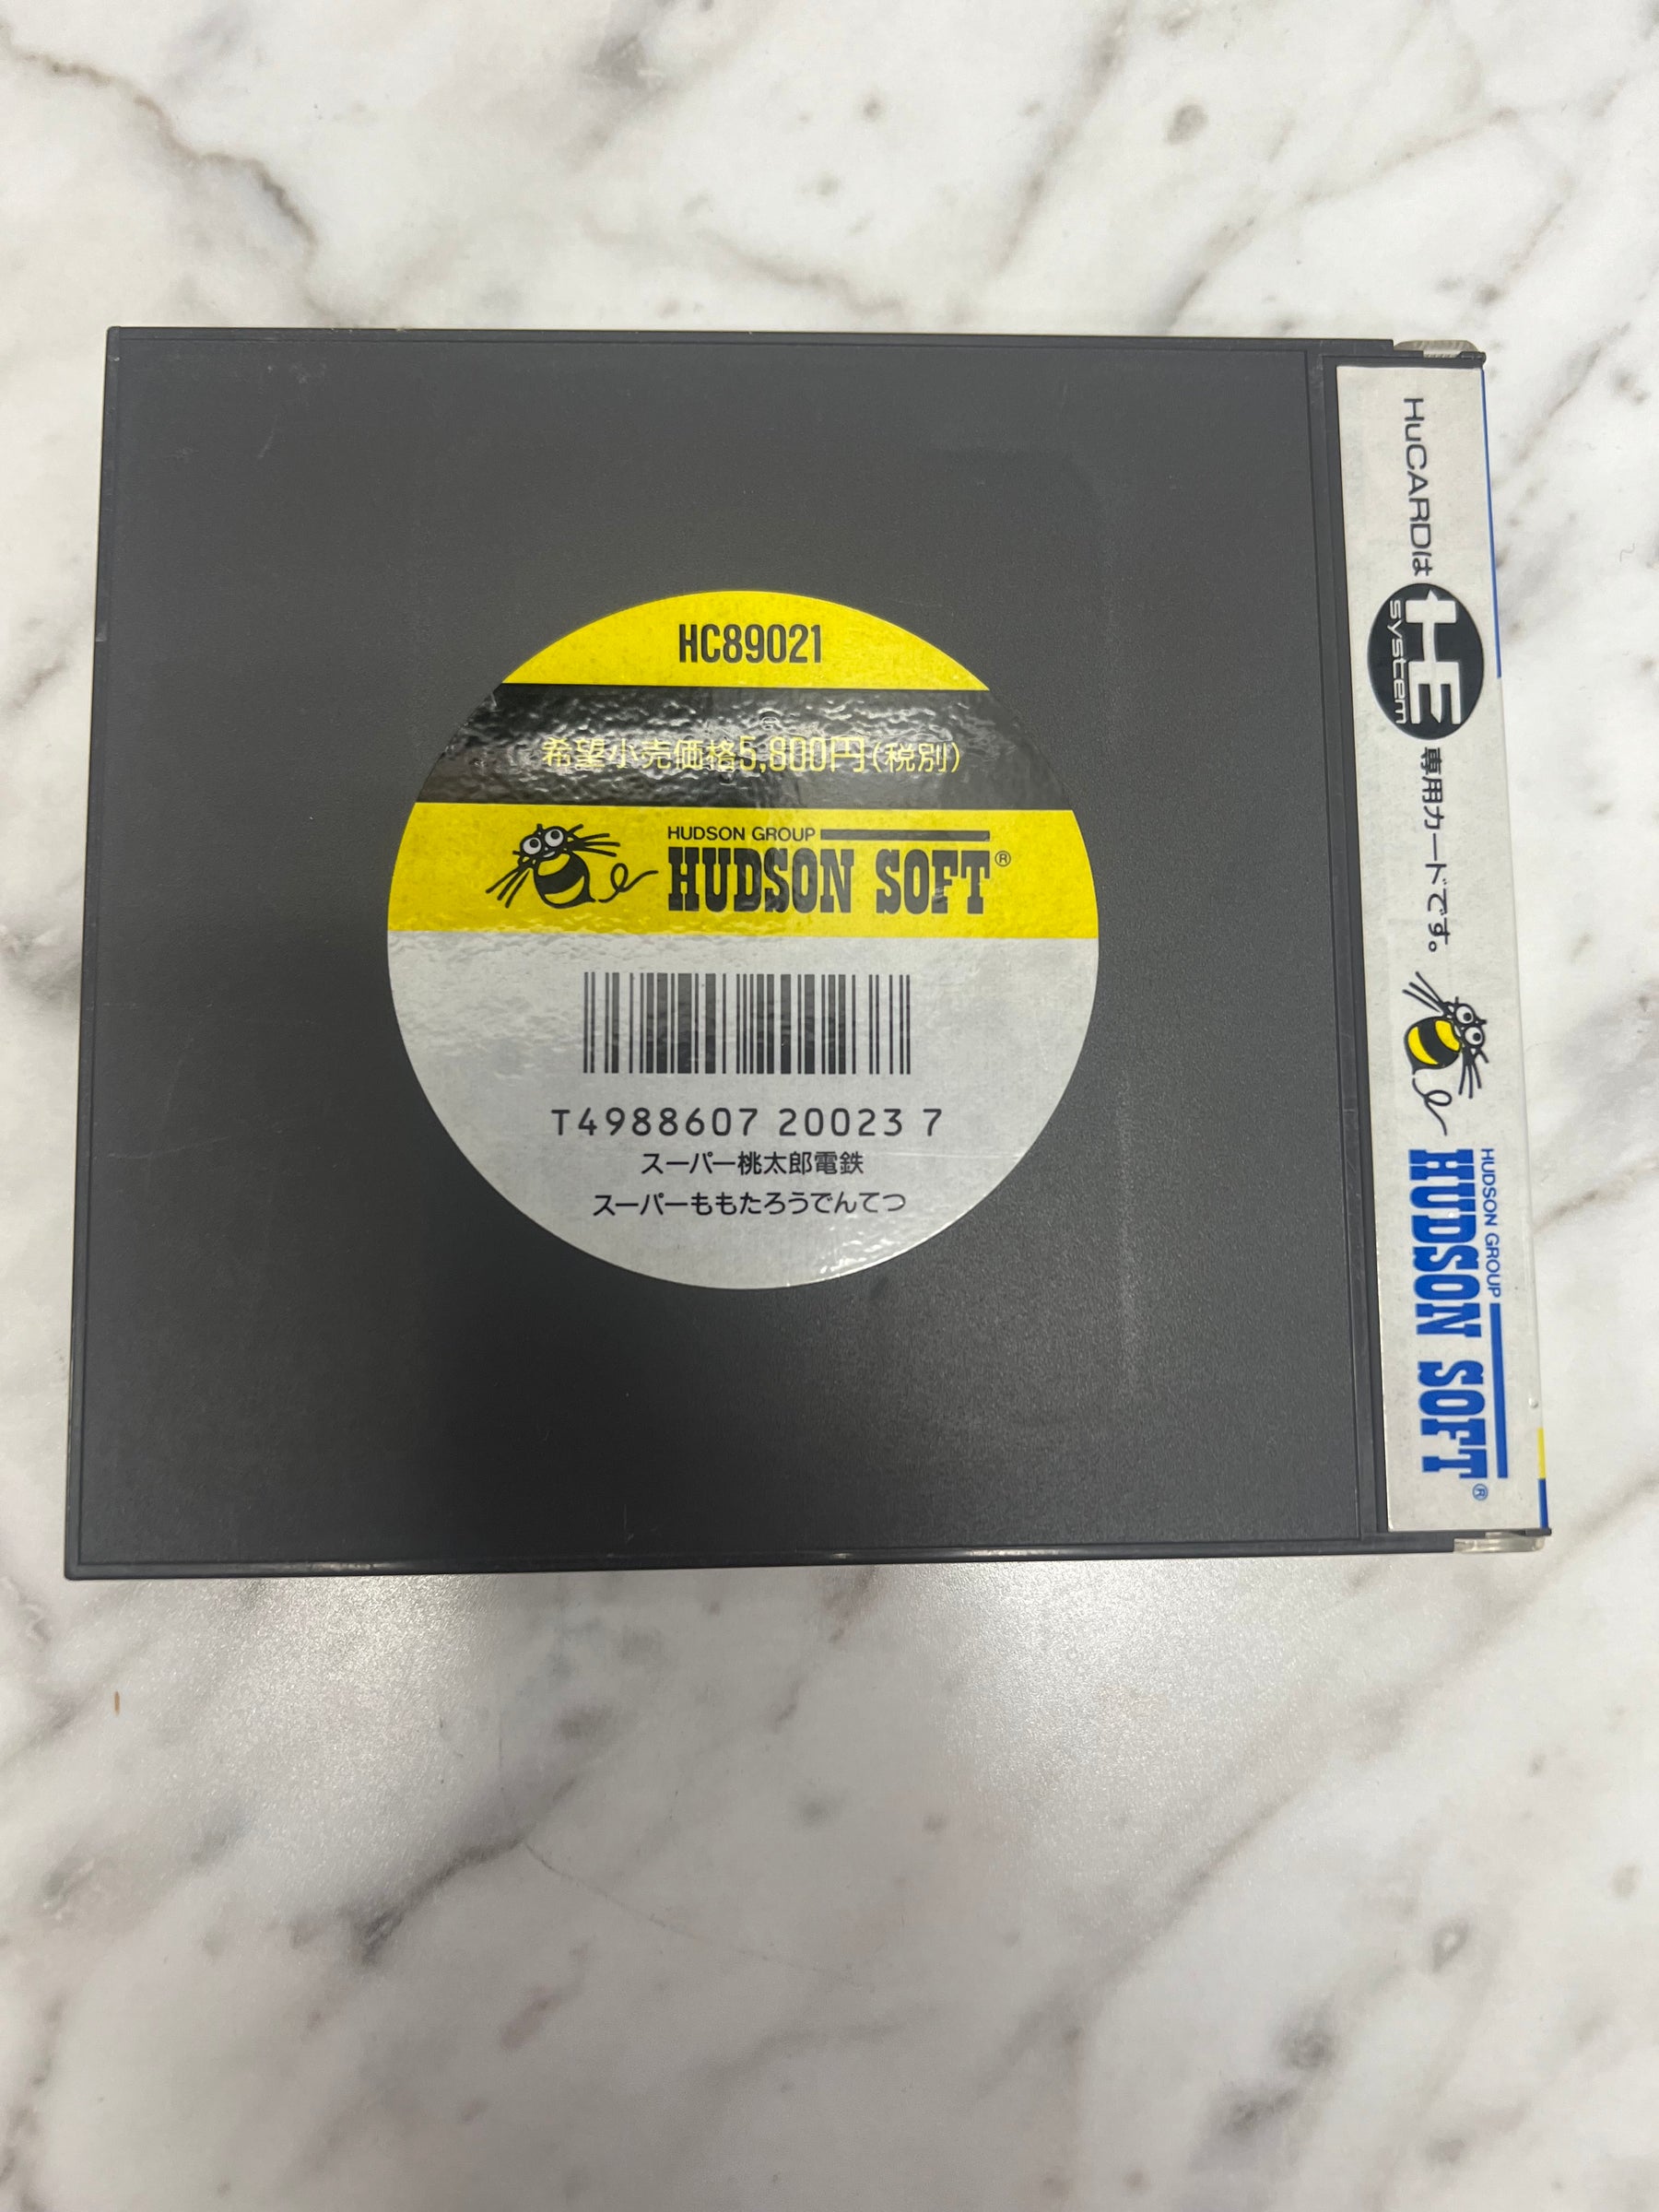 HC89021
希望小売価格5,800円(税別)
HUDSON GROUP
HUDSON SOFT®
T4988607 20023 7
スーパー桃太郎電鉄
スーパーももたろうでんてつ
HuCARDは HE system 専用カードです。
HUDSON GROUP
HUDSON SOFT®